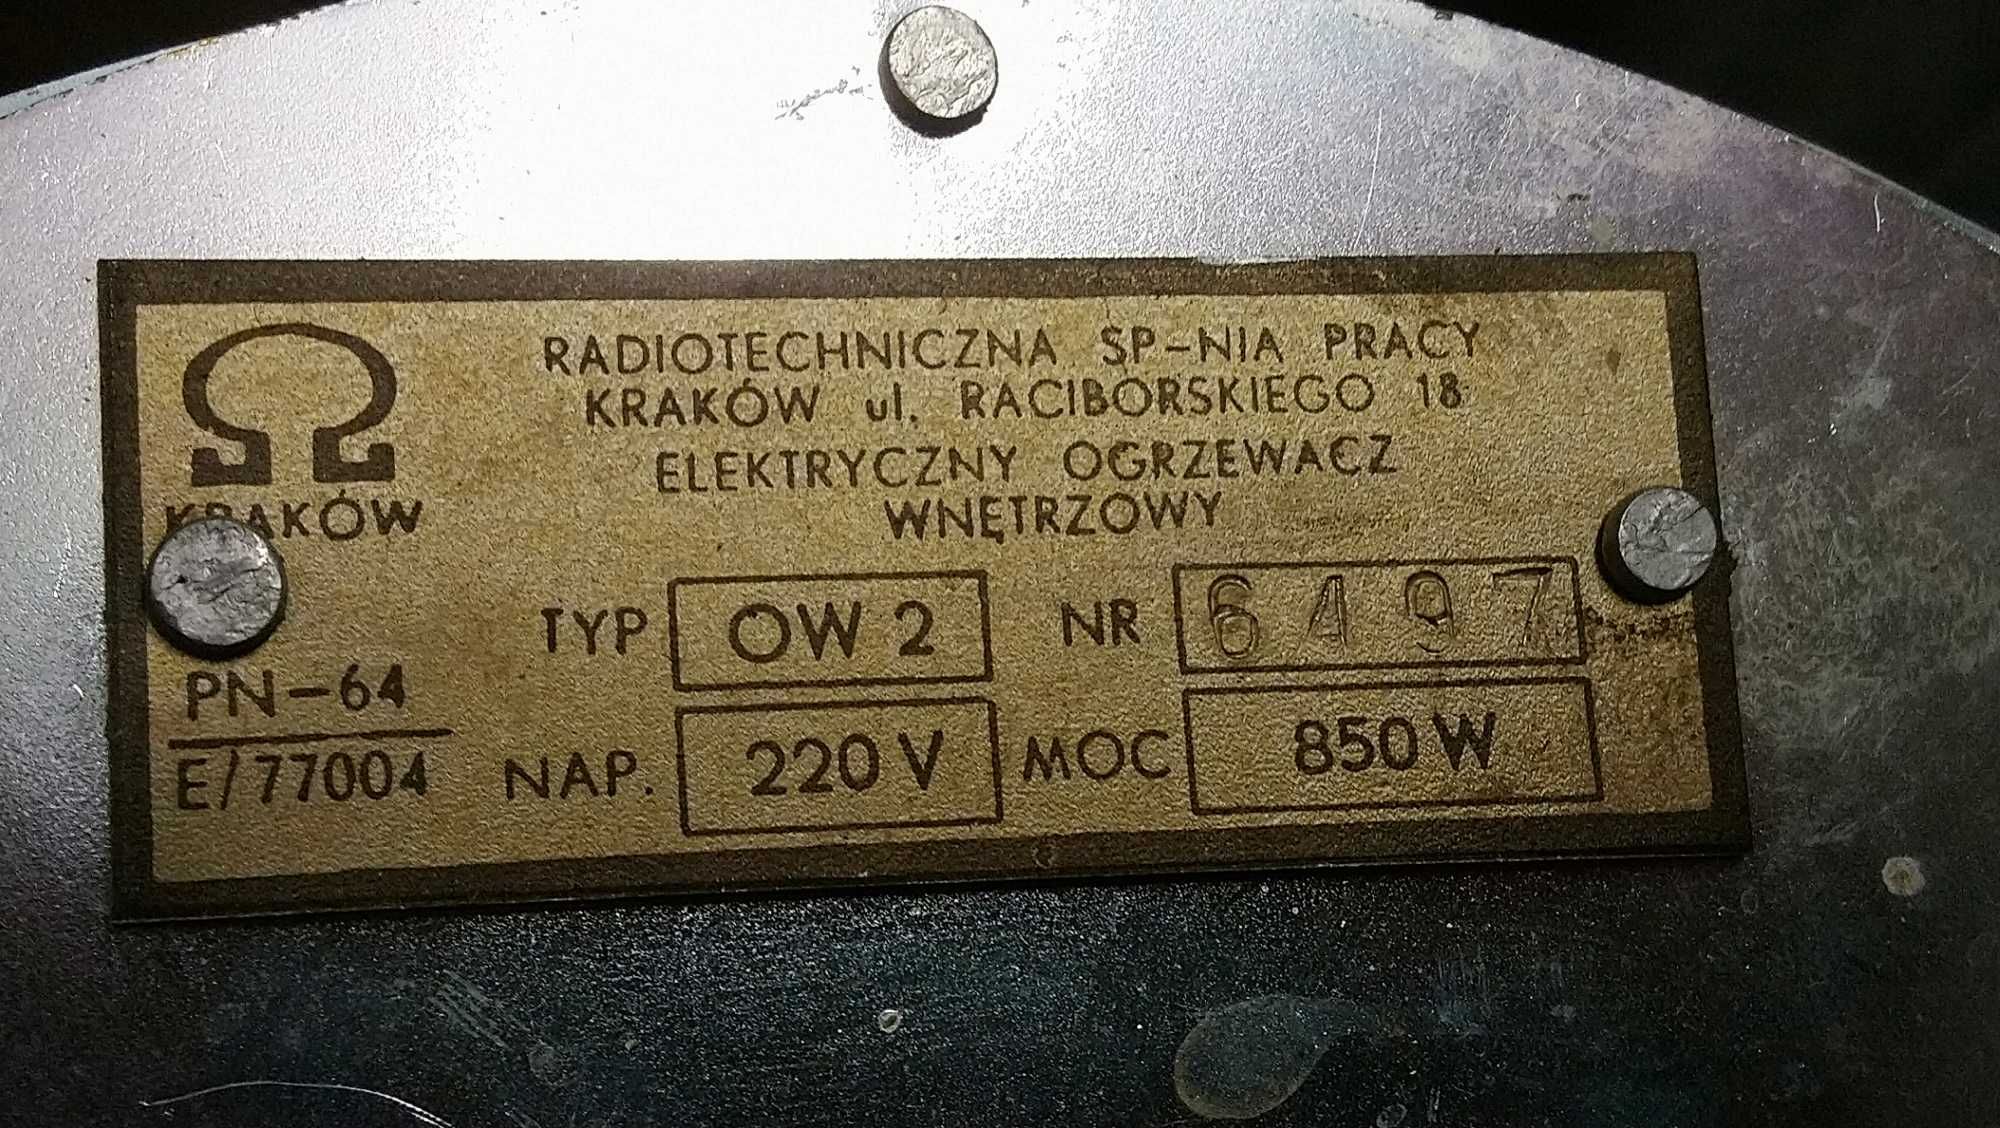 RADIOTECHNICZNA SP-NIA PRACY
KRAKÓW ul. RACIBORSKIEGO 18
ELEKTRYCZNY OGRZEWACZ
WNĘTRZOWY
Ω
KRAKÓW
TYP OW 2 NR 6497
PN-64
E/77004
NAP. 220 V MOC 850 W